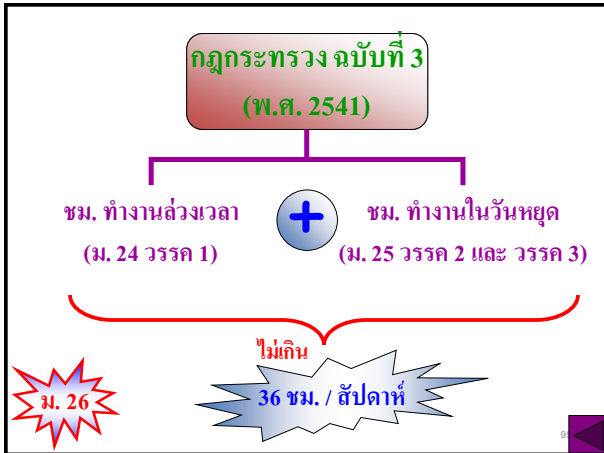 กฎกระทรวง ฉบับที่ 3
(พ.ศ. 2541)
ชม. ทำงานล่วงเวลา
(ม. 24 วรรค 1)
+
ชม. ทำงานในวันหยุด
(ม. 25 วรรค 2 และ วรรค 3)
ไม่เกิน
36 ชม. / สัปดาห์
ม. 26